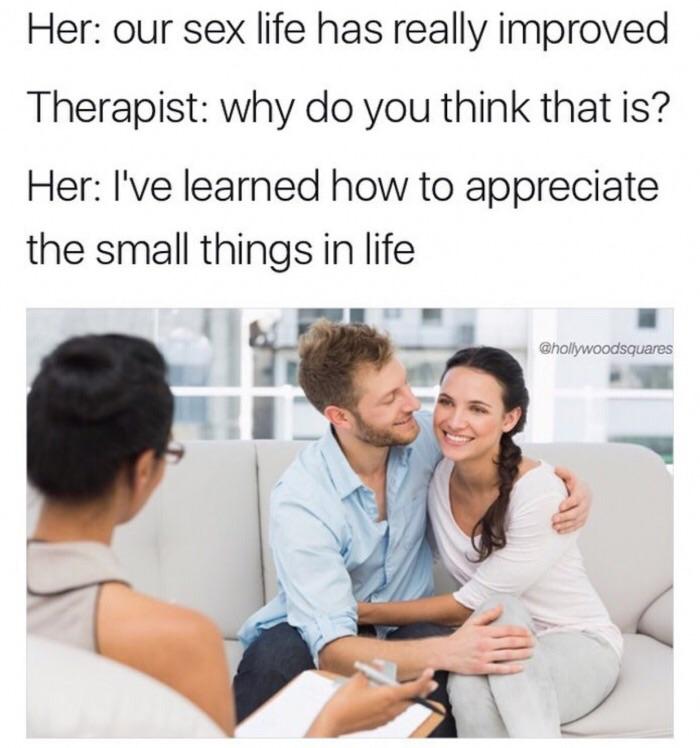 Her: our sex life has really improved
Therapist: why do you think that is?
Her: I've learned how to appreciate
the small things in life
@hollywoodsquares